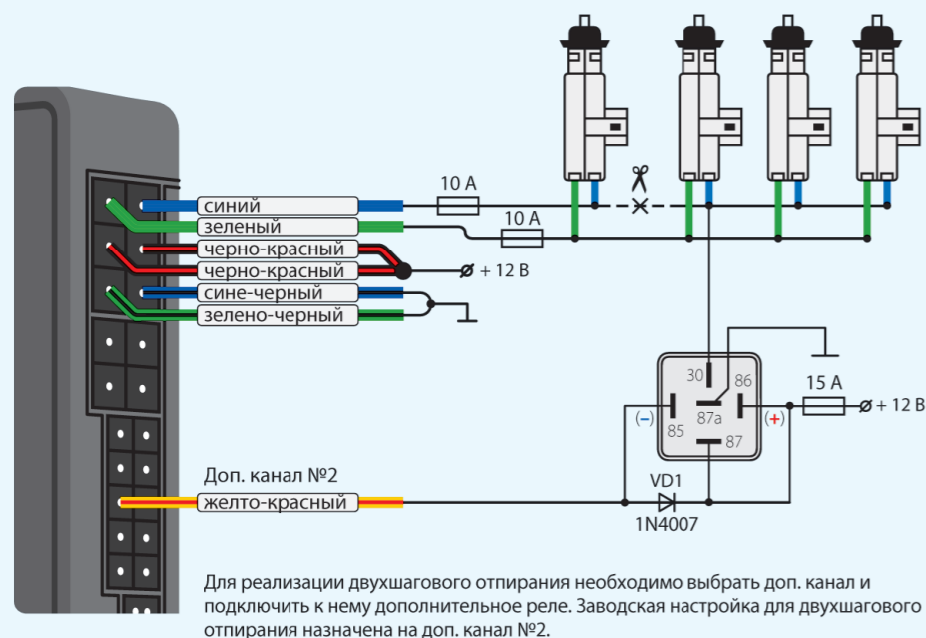 10 А
10 А
синий
зеленый
черно-красный
черно-красный
+ 12 В
сине-черный
зелено-черный
30
86
15 А
(–)
87а
(+)
+ 12 В
85
87
Доп. канал №2
VD1
желто-красный
1N4007
Для реализации двухшагового отпирания необходимо выбрать доп. канал и
подключить к нему дополнительное реле. Заводская настройка для двухшагового
отпирания назначена на доп. канал №2.